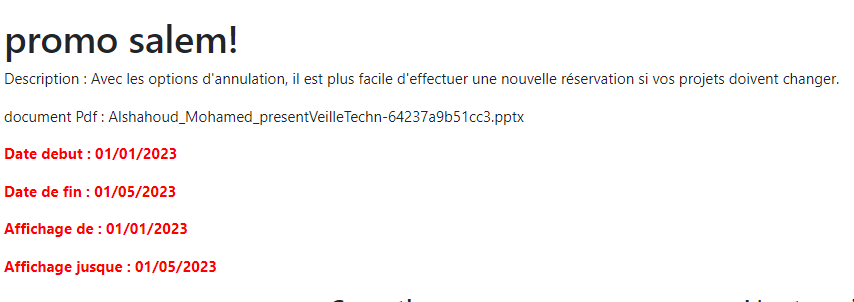 promo salem!
Description : Avec les options d'annulation, il est plus facile d'effectuer une nouvelle réservation si vos projets doivent changer.
document Pdf : Alshahoud_Mohamed_presentVeilleTechn-64237a9b51cc3.pptx
Date debut : 01/01/2023
Date de fin : 01/05/2023
Affichage de : 01/01/2023
Affichage jusque : 01/05/2023